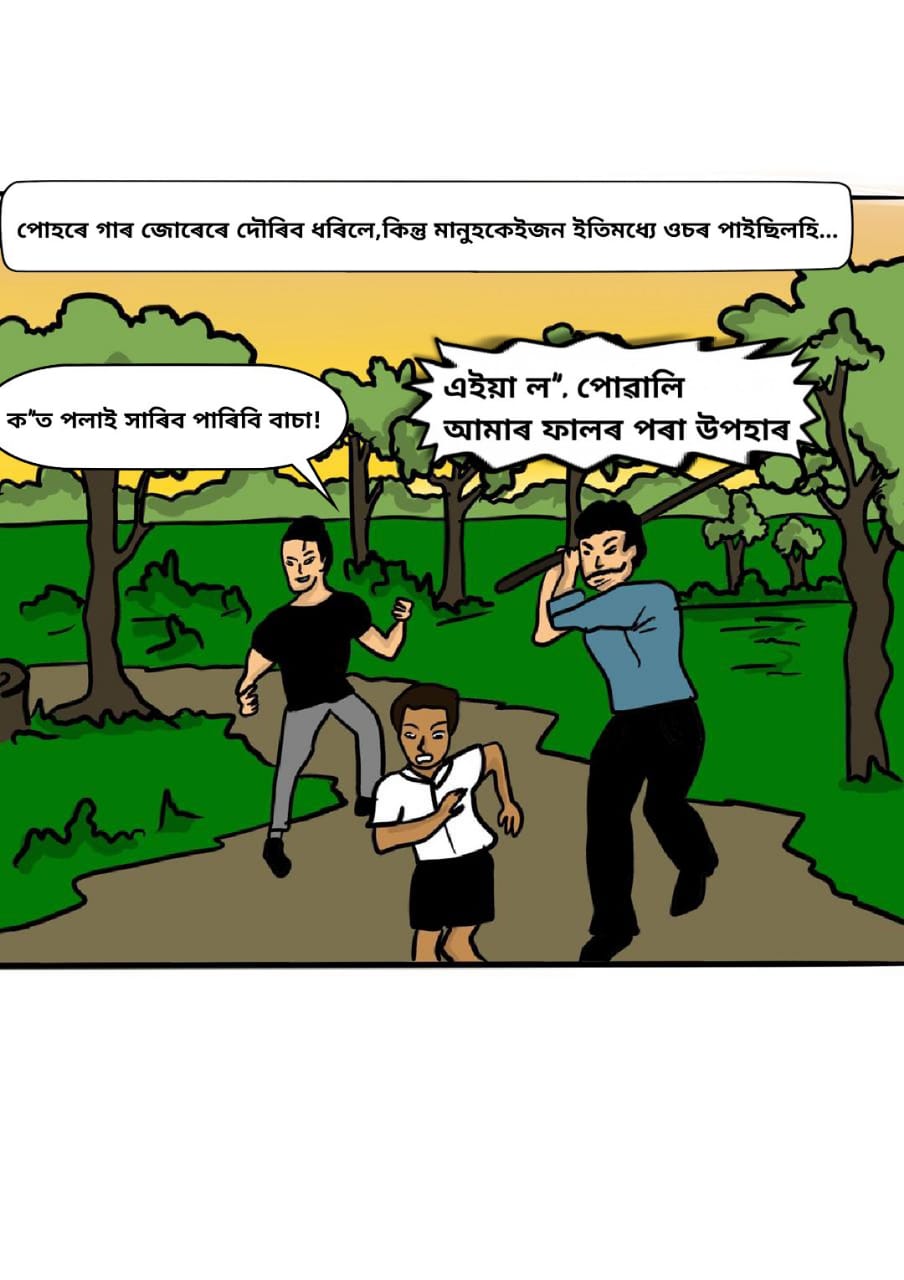 পোহৰে গাৰ জোৰেৰে দৌৰিব ধৰিলে,কিন্তু মানুহকেইজন ইতিমধ্যে ওচৰ পাইছিলহি...
ক"ত পলাই সাৰিব পাৰিবি বাচা!
এইয়া ল", পোৱালি
আমাৰ ফালৰ পৰা উপহাৰ